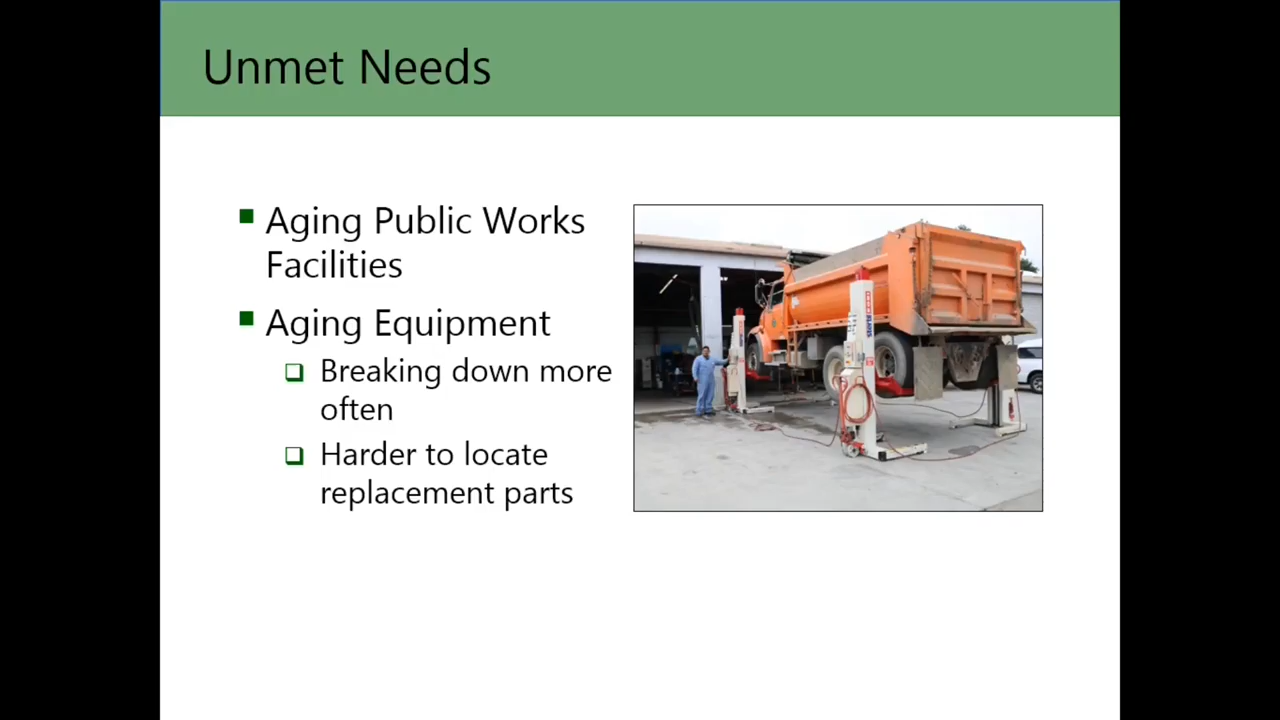 Unmet Needs
Aging Public Works
Facilities
Aging Equipment
Breaking down more
often
Harder to locate
replacement parts